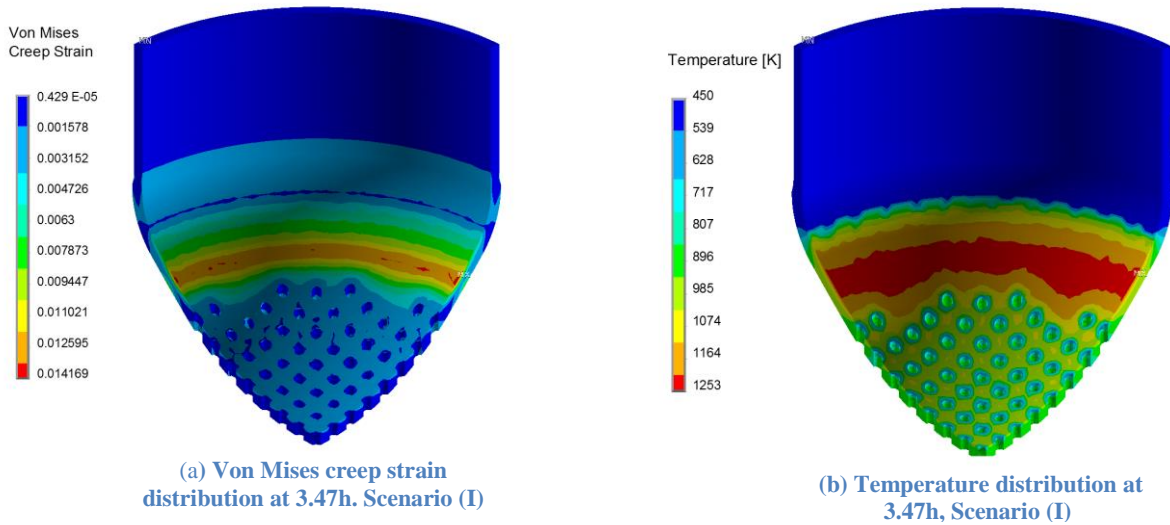 Von Mises
Creep Strain
0.429 E-05
0.001578
0.003152
0.004726
0.0063
0.007873
0.009447
0.011021
0.012595
0.014169
MN
(a) Von Mises creep strain
distribution at 3.47h. Scenario (I)
Temperature [K]
450
539
628
717
807
896
985
1074
1164
1253
MN
(b) Temperature distribution at
3.47h, Scenario (I)